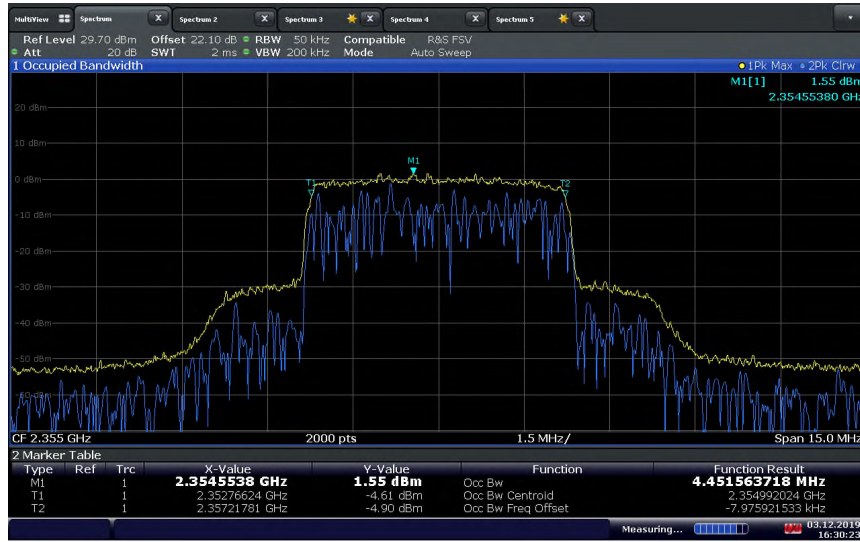 MultiView Spectrum X Spectrum 2 X Spectrum 3 X Spectrum 4 X Spectrum 5 X
Ref Level 29.70 dBm Offset 22.10 dB RBW 50 kHz Compatible R&S FSV
Att 20 dB SWT 2 ms VBW 200 kHz Mode Auto Sweep
1 Occupied Bandwidth 1Pk Max 2Pk Clrw
M1[1] 1.55 dBm
2.35455380 GHz
20 dBm
10 dBm
M1
0 dBm T1 T2
-10 dBm
-20 dBm
-30 dBm
-40 dBm
-50 dBm
-60 dBm
CF 2.355 GHz 2000 pts 1.5 MHz/ Span 15.0 MHz
2 Marker Table
Type Ref Trc X-Value Y-Value Function Function Result
M1 1 2.3545538 GHz 1.55 dBm Occ Bw 4.451563718 MHz
T1 1 2.35276624 GHz -4.61 dBm Occ Bw Centroid 2.354992024 GHz
T2 1 2.35721781 GHz -4.90 dBm Occ Bw Freq Offset -7.975921533 kHz
Measuring... 03.12.2019
16:30:23